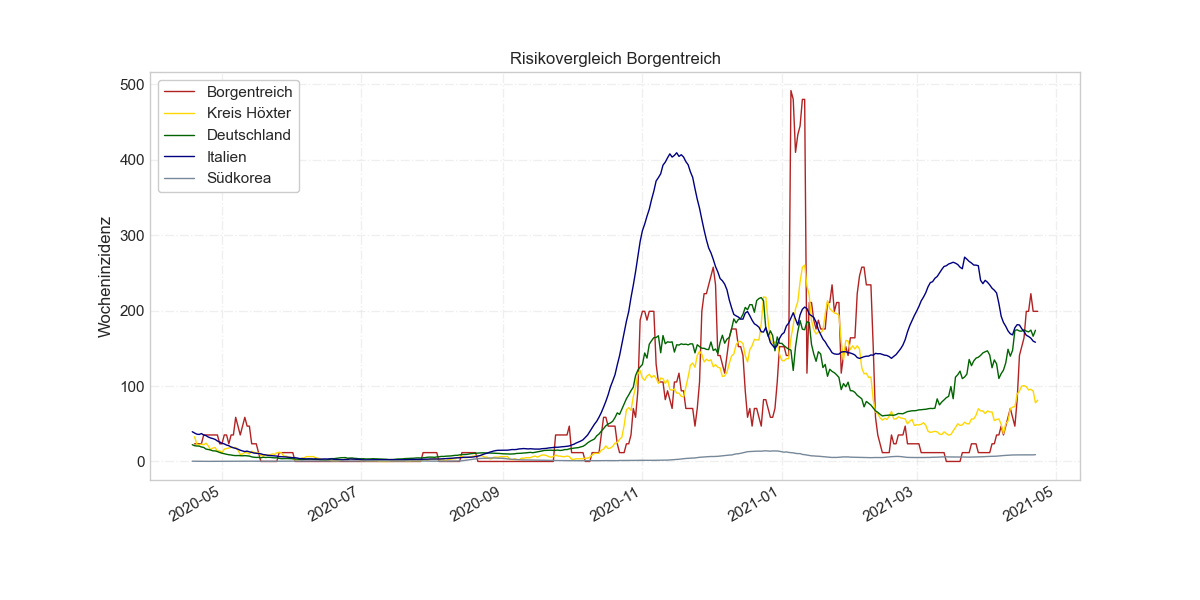 Risikovergleich Borgentreich
Wocheninzidenz
500
400
300
200
100
0
Borgentreich
Kreis Höxter
Deutschland
Italien
Südkorea
2020-05
2020-07
2020-09
2020-11
2021-01
2021-03
2021-05